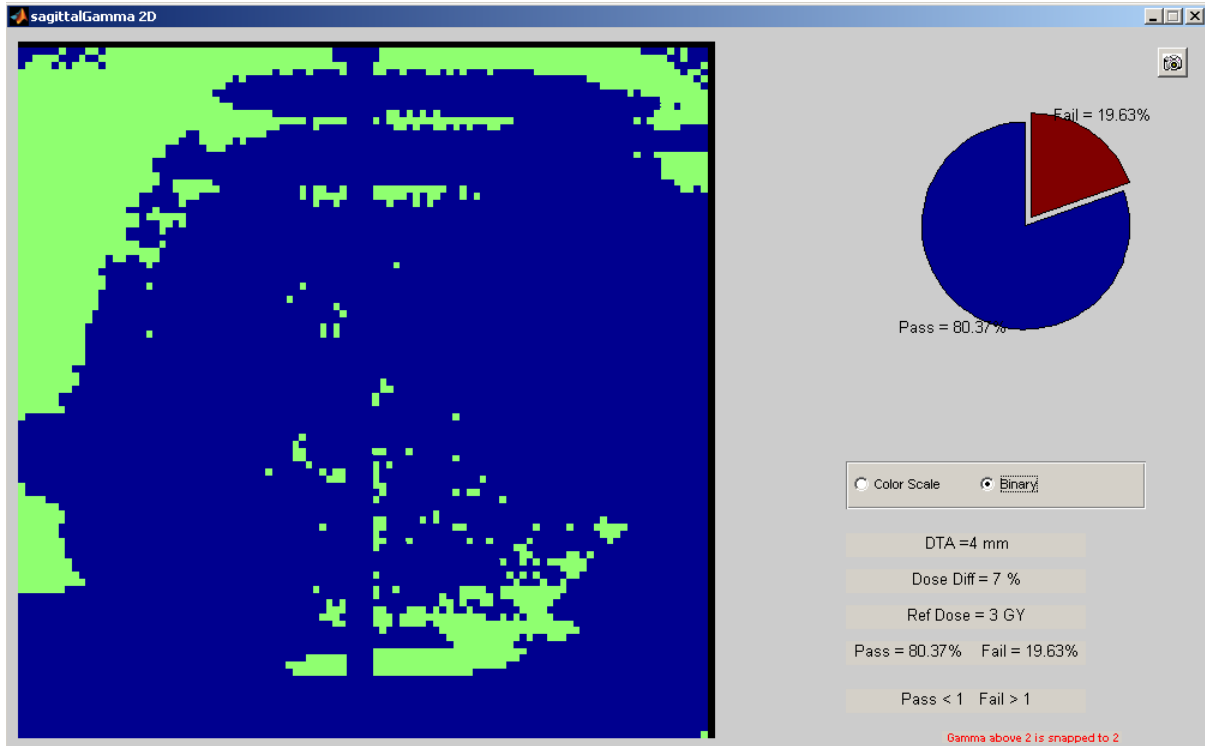 sagittalGamma 2D
Fail = 19.63%
Pass = 80.37%
Color Scale Binary
DTA =4 mm
Dose Diff = 7 %
Ref Dose = 3 GY
Pass = 80.37% Fail = 19.63%
Pass < 1 Fail > 1
Gamma above 2 is snapped to 2